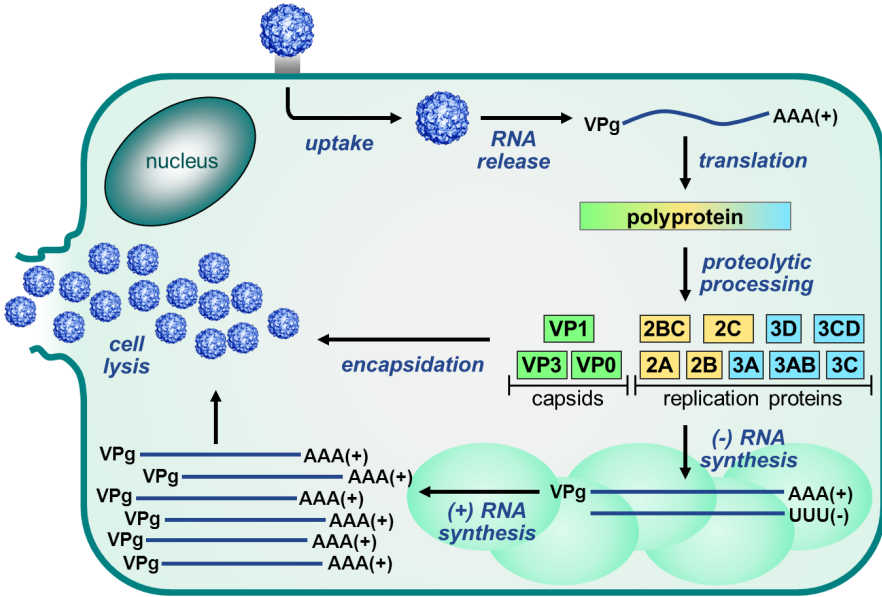 uptake
RNA
release
VPg
AAA(+)
translation
nucleus
polyprotein
proteolytic
processing
VP1
2BC
2C
3D
3CD
VP3
VP0
2A
2B
3A
3AB
3C
capsids
replication proteins
encapsidation
cell
lysis
(-) RNA
synthesis
VPg
AAA(+)
UUU(-)
(+) RNA
synthesis
VPg
AAA(+)
VPg
AAA(+)
VPg
AAA(+)
VPg
AAA(+)
VPg
AAA(+)
VPg
AAA(+)